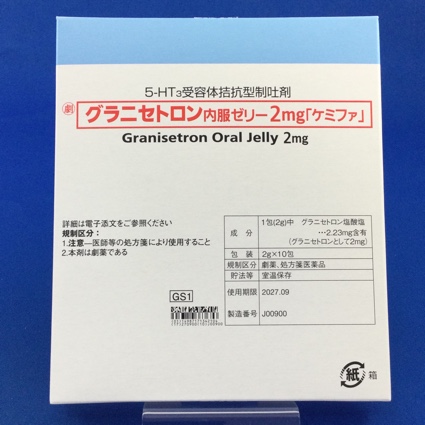 5-HT₃受容体拮抗型制吐剤
劇 グラニセトロン内服ゼリー2mg「ケミファ」
Granisetron Oral Jelly 2mg
詳細は電子添文をご参照ください
規制区分：
1.注意―医師等の処方箋により使用すること
2.本剤は劇薬である
成分 1包(2g)中 グラニセトロン塩酸塩
…2.23mg含有
(グラニセトロンとして2mg)
包装 2g×10包
規制区分 劇薬、処方箋医薬品
貯法等 室温保存
使用期限 2027.09
製造番号 J00900
GS1
紙 箱